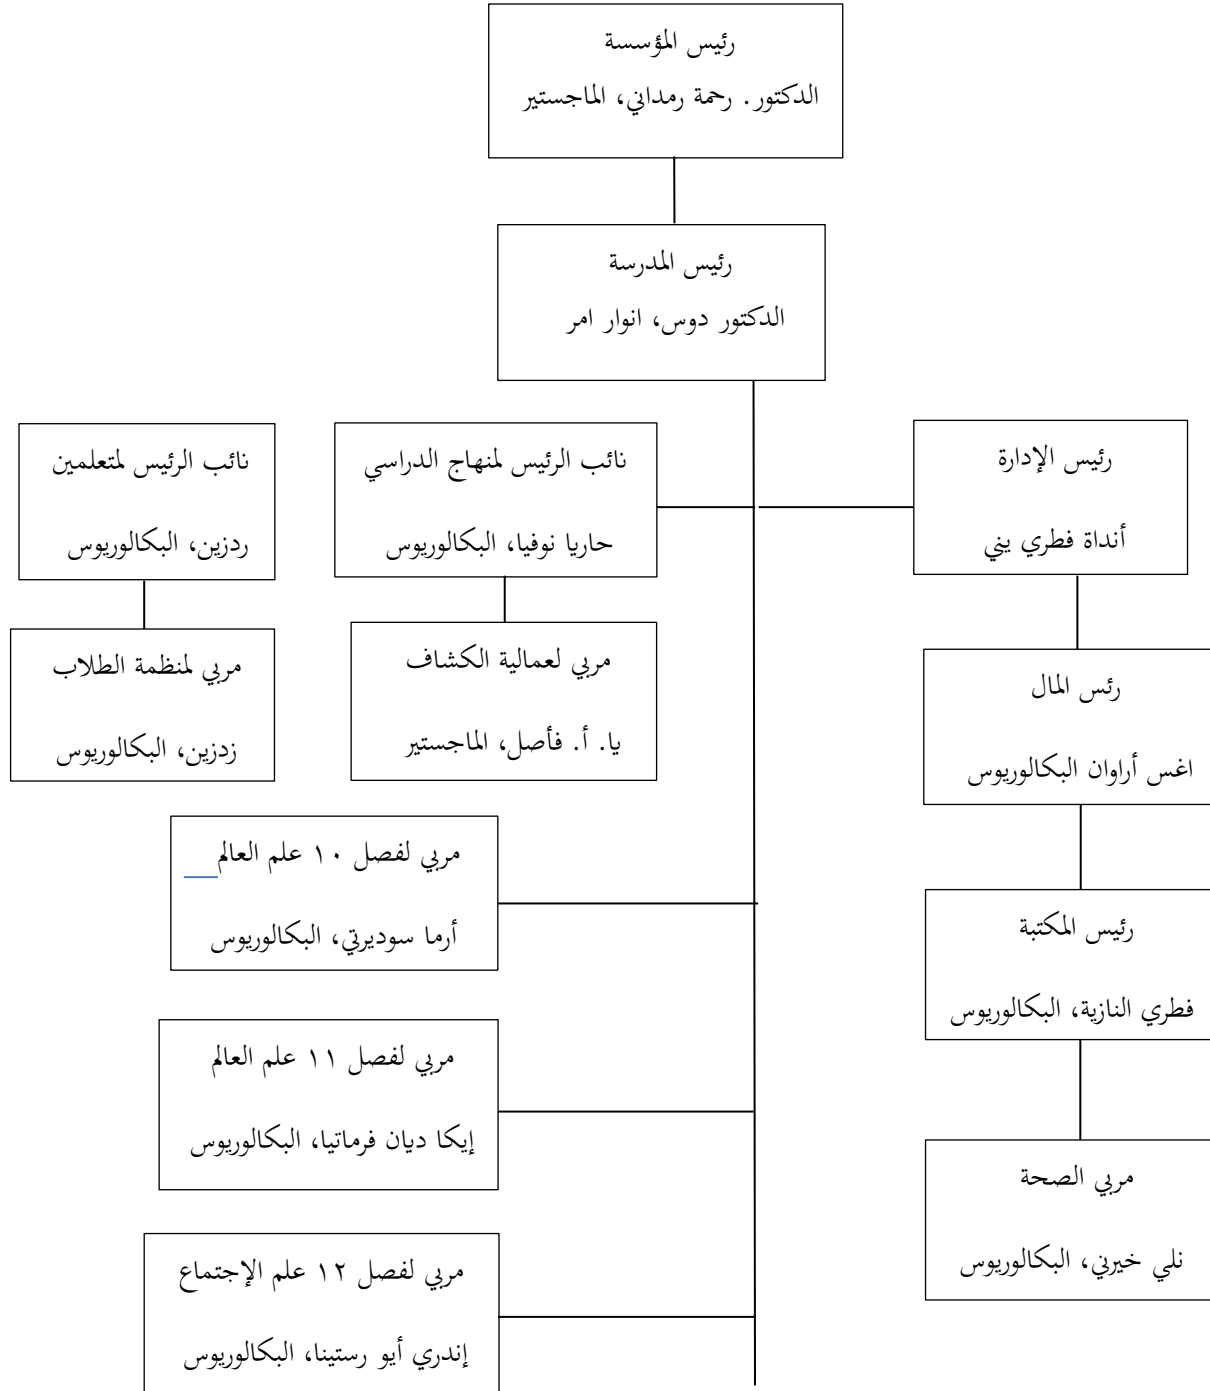 رئيس المؤسسة
الدكتور. رحمة رمداني، الماجستير
رئيس المدرسة
الدكتور دوس، انوار امر
رئيس الإدارة
أنداة فطري يني
نائب الرئيس لمنهاج الدراسي
حاريا نوفيا، البكالوريوس
نائب الرئيس لمتعلمين
ردزين، البكالوريوس
رئس المال
اغس أراوان البكالوريوس
مربي لعمالية الكشاف
يا. أ. فأصل، الماجستير
مربي لمنظمة الطلاب
زدزين، البكالوريوس
رئيس المكتبة
فطري النازية، البكالوريوس
مربي لفصل ١٠ علم العالم
أرما سوديرتي، البكالوريوس
مربي لفصل ١١ علم العالم
إيكا ديان فرماتيا، البكالوريوس
مربي الصحة
نلي خيرني، البكالوريوس
مربي لفصل ١٢ علم الإجتماع
إندري أيو رستينا، البكالوريوس